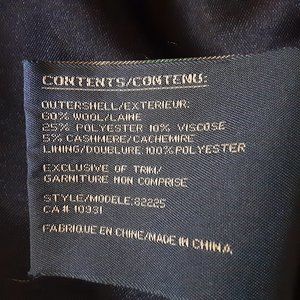 CONTENTS/CONTENU:
OUTERSHELL/EXTERIEUR:
60% WOOL/LAINE
25% POLYESTER 10% VISCOSE
5% CASHMERE/CACHEMIRE
LINING/DOUBLURE 100% POLYESTER
EXCLUSIVE OF TRIM/
GARNITURE NON COMPRISE
STYLE/MODELE: 82225
CA# 10931
FABRIQUE EN CHINE/MADE IN CHINA